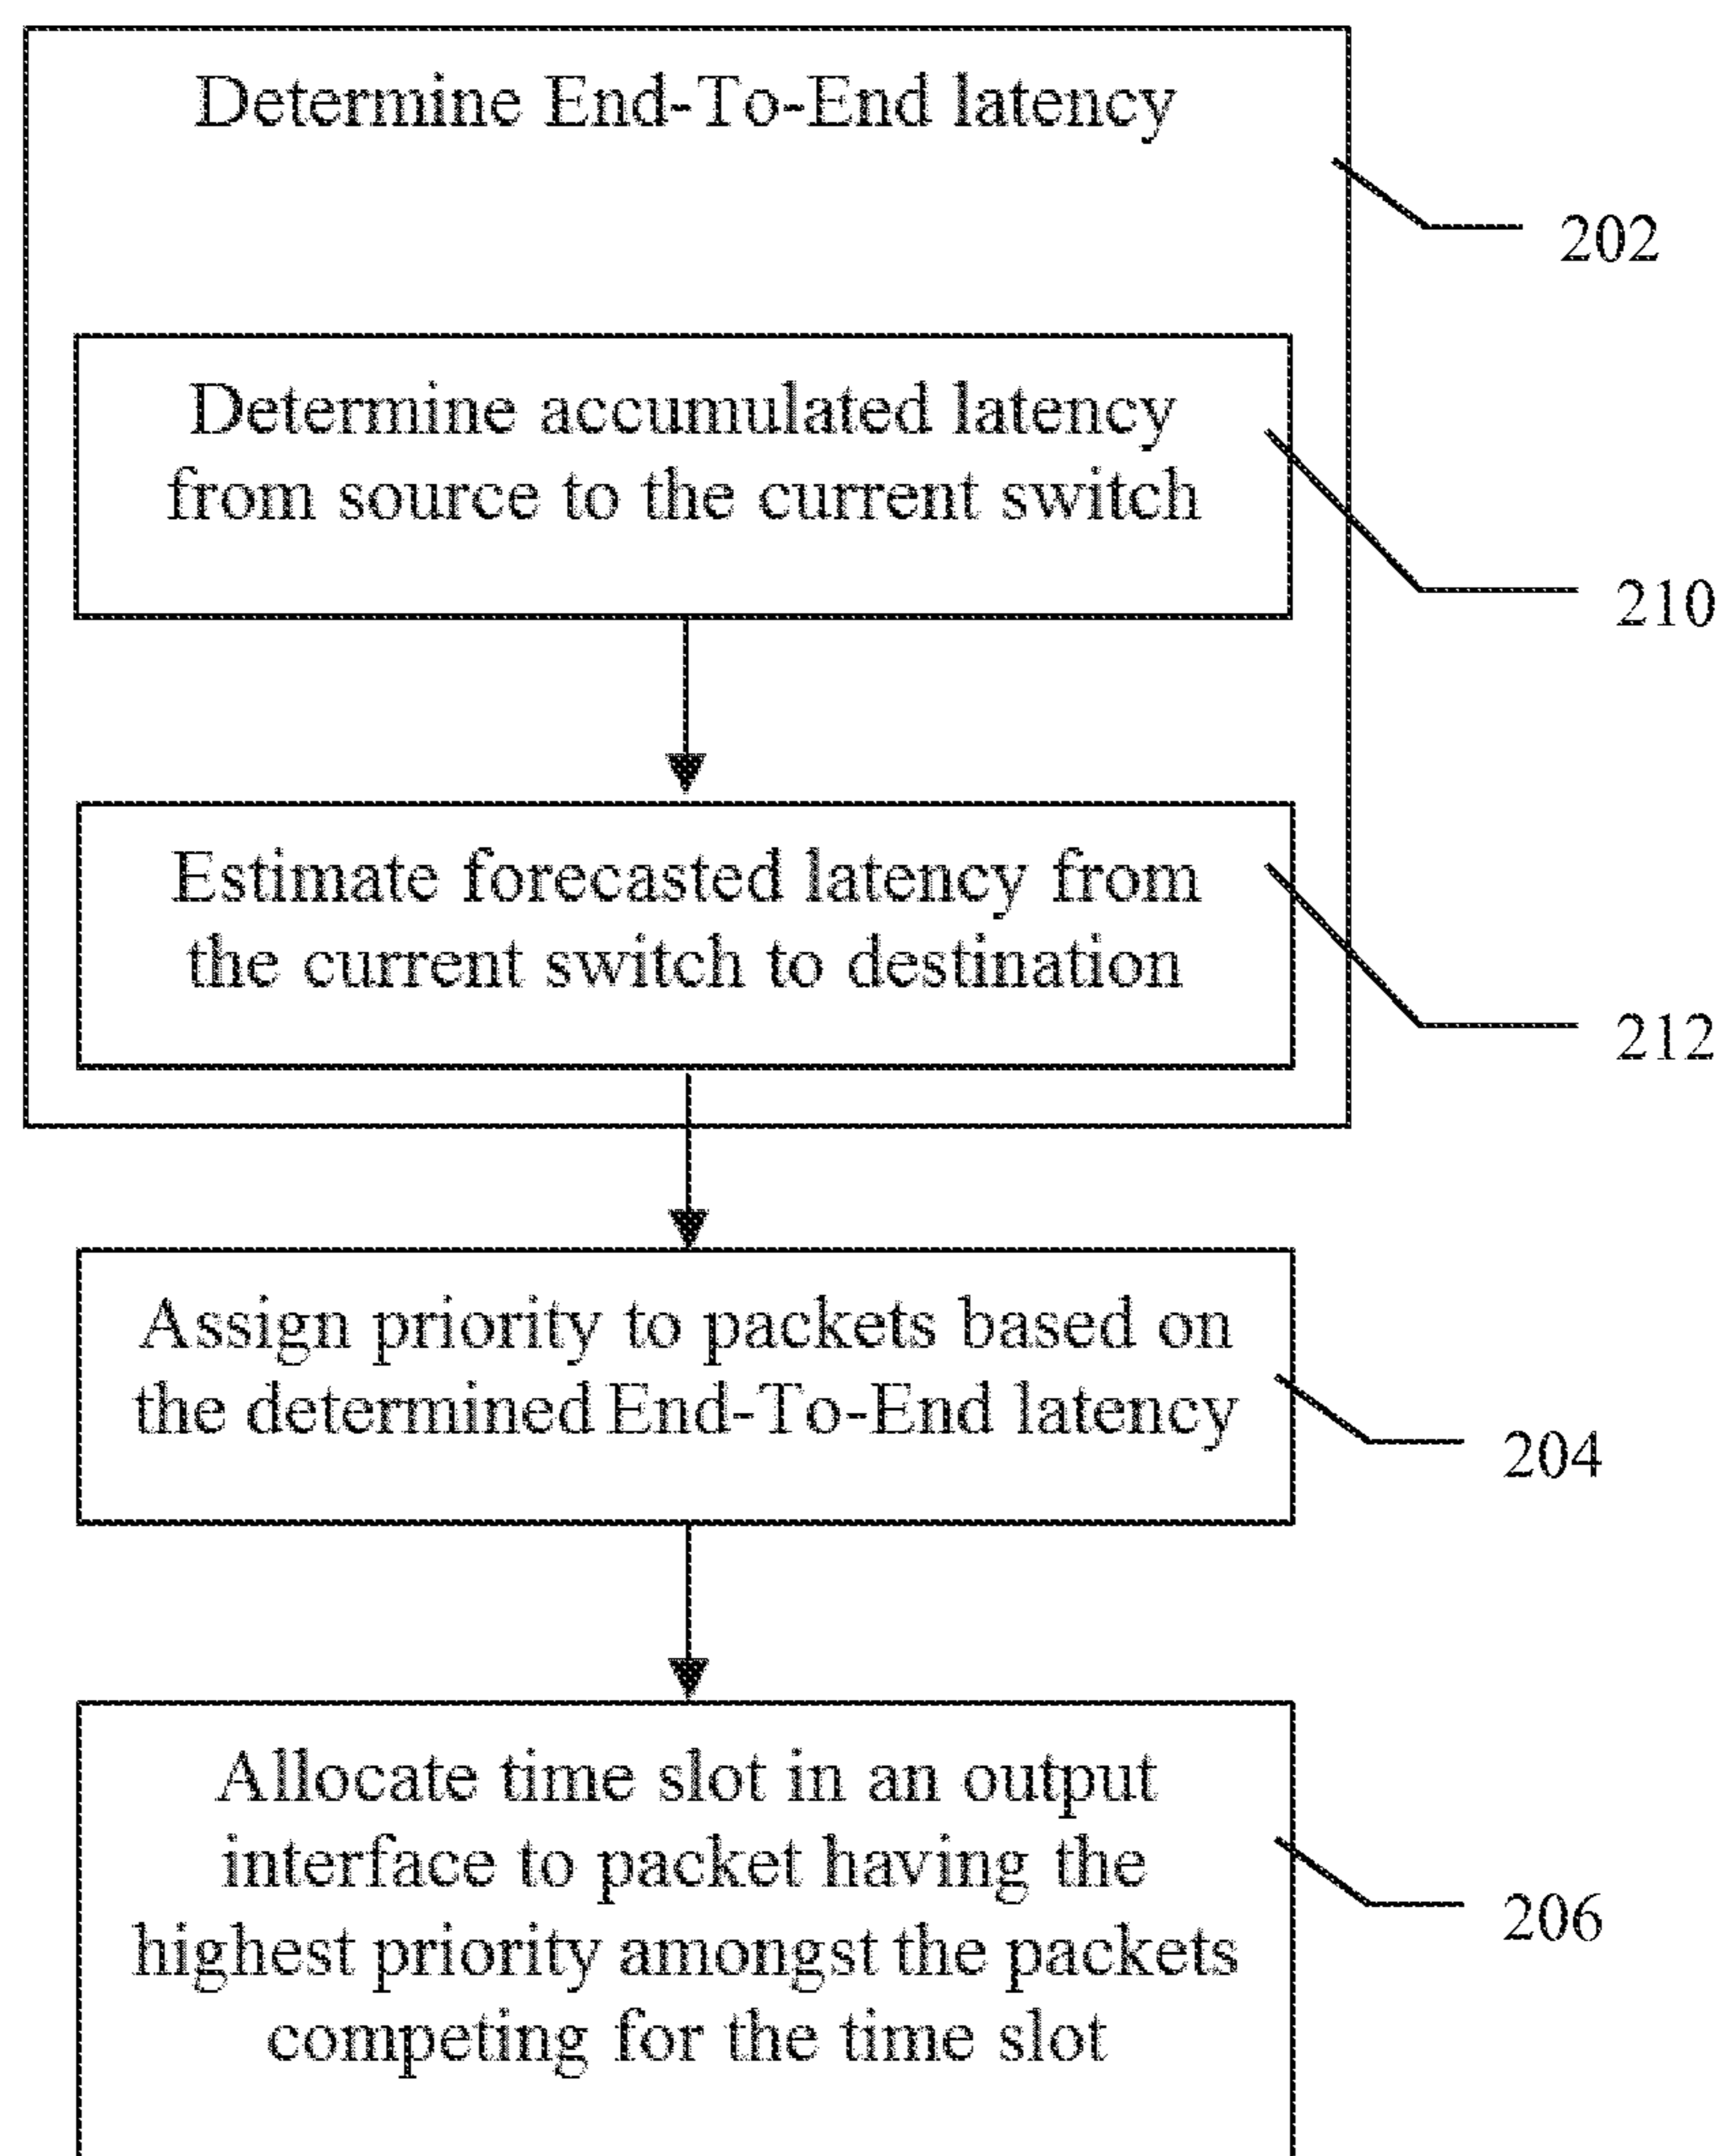 Determine End-To-End latency
202
Determine accumulated latency
from source to the current switch
210
Estimate forecasted latency from
the current switch to destination
212
Assign priority to packets based on
the determined End-To-End latency
204
Allocate time slot in an output
interface to packet having the
highest priority amongst the packets
competing for the time slot
206